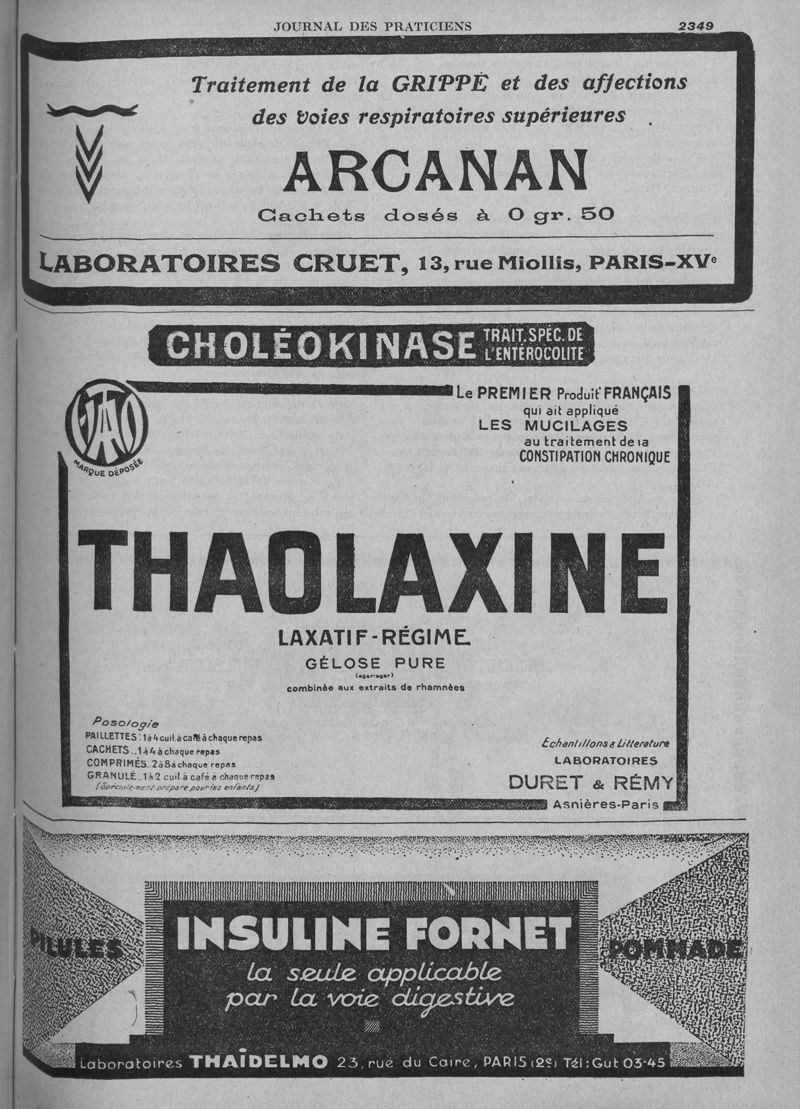 JOURNAL DES PRATICIENS
2349
Traitement de la GRIPPE et des affections
des Voies respiratoires supérieures
ARCANAN
Cachets dosés à 0 gr. 50
LABORATOIRES CRUET, 13, rue Miollis, PARIS-XVe
CHOLÉOKINASE TRAIT. SPÉC. DE
L'ENTÉROCOLITE
Le PREMIER Produit FRANÇAIS
qui ait appliqué
LES MUCILAGES
au traitement de la
CONSTIPATION CHRONIQUE
MARQUE DÉPOSÉE
THAOLAXINE
LAXATIF-RÉGIME
GÉLOSE PURE
(agar-agar)
combinée aux extraits de rhamnées
Posologie
PAILLETTES : 1 à 4 cuil. à café à chaque repas
CACHETS .. 1 à 4 à chaque repas
COMPRIMÉS .. 2 à 8 à chaque repas
GRANULÉ .. 1 à 2 cuil. à café à chaque repas
(Spécialement préparé pour les enfants)
Échantillons & Littérature
LABORATOIRES
DURET & RÉMY
Asnières-Paris
PILULES
INSULINE FORNET
POMMADE
la seule applicable
par la voie digestive
Laboratoires THAÏDELMO 23, rue du Caire, PARIS (2e) Tél: Gut 03-45